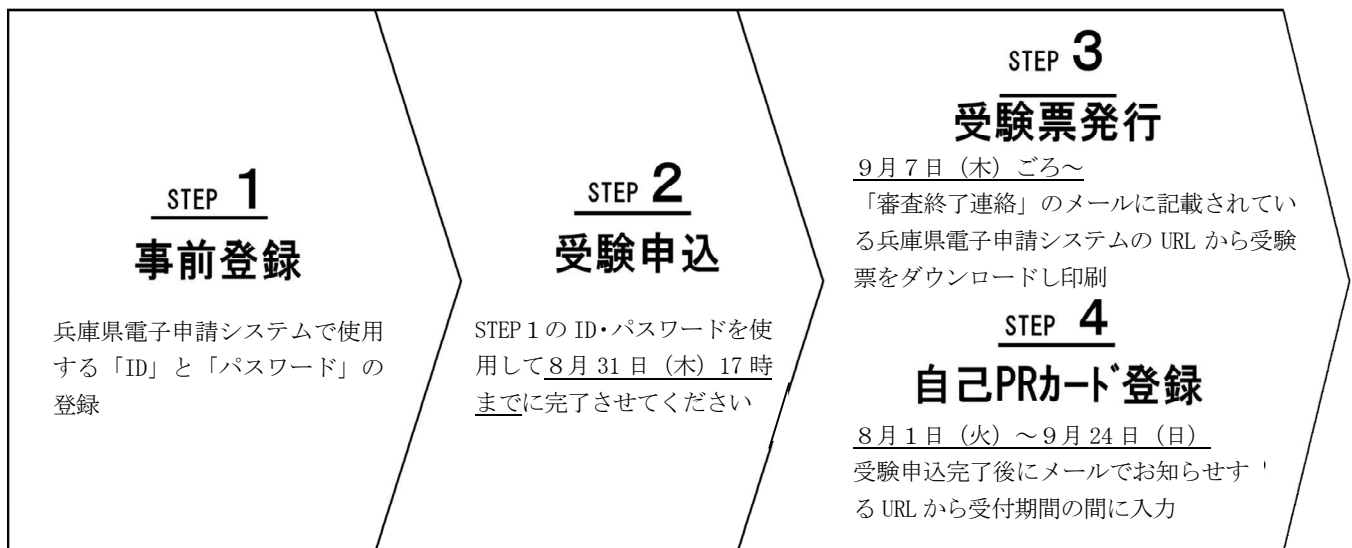 STEP 1
事前登録
兵庫県電子申請システムで使用
する「ID」と「パスワード」の
登録
STEP 2
受験申込
STEP１の ID・パスワードを使
用して８月 31 日（木）17 時
までに完了させてください
STEP 3
受験票発行
９月７日（木）ごろ～
「審査終了連絡」のメールに記載されてい
る兵庫県電子申請システムの URL から受験
票をダウンロードし印刷
STEP 4
自己PRｶｰﾄﾞ登録
８月１日（火）～９月 24 日（日）
受験申込完了後にメールでお知らせす
る URL から受付期間の間に入力